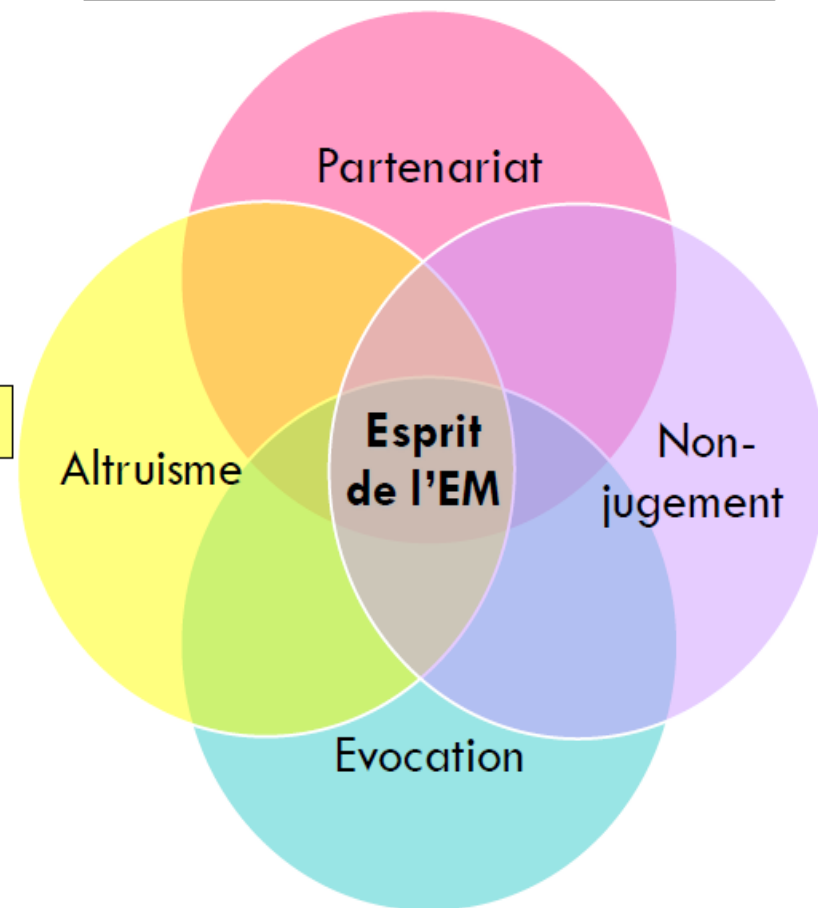 Partenariat
Esprit
de l'EM
Altruisme
Non-
jugement
Evocation